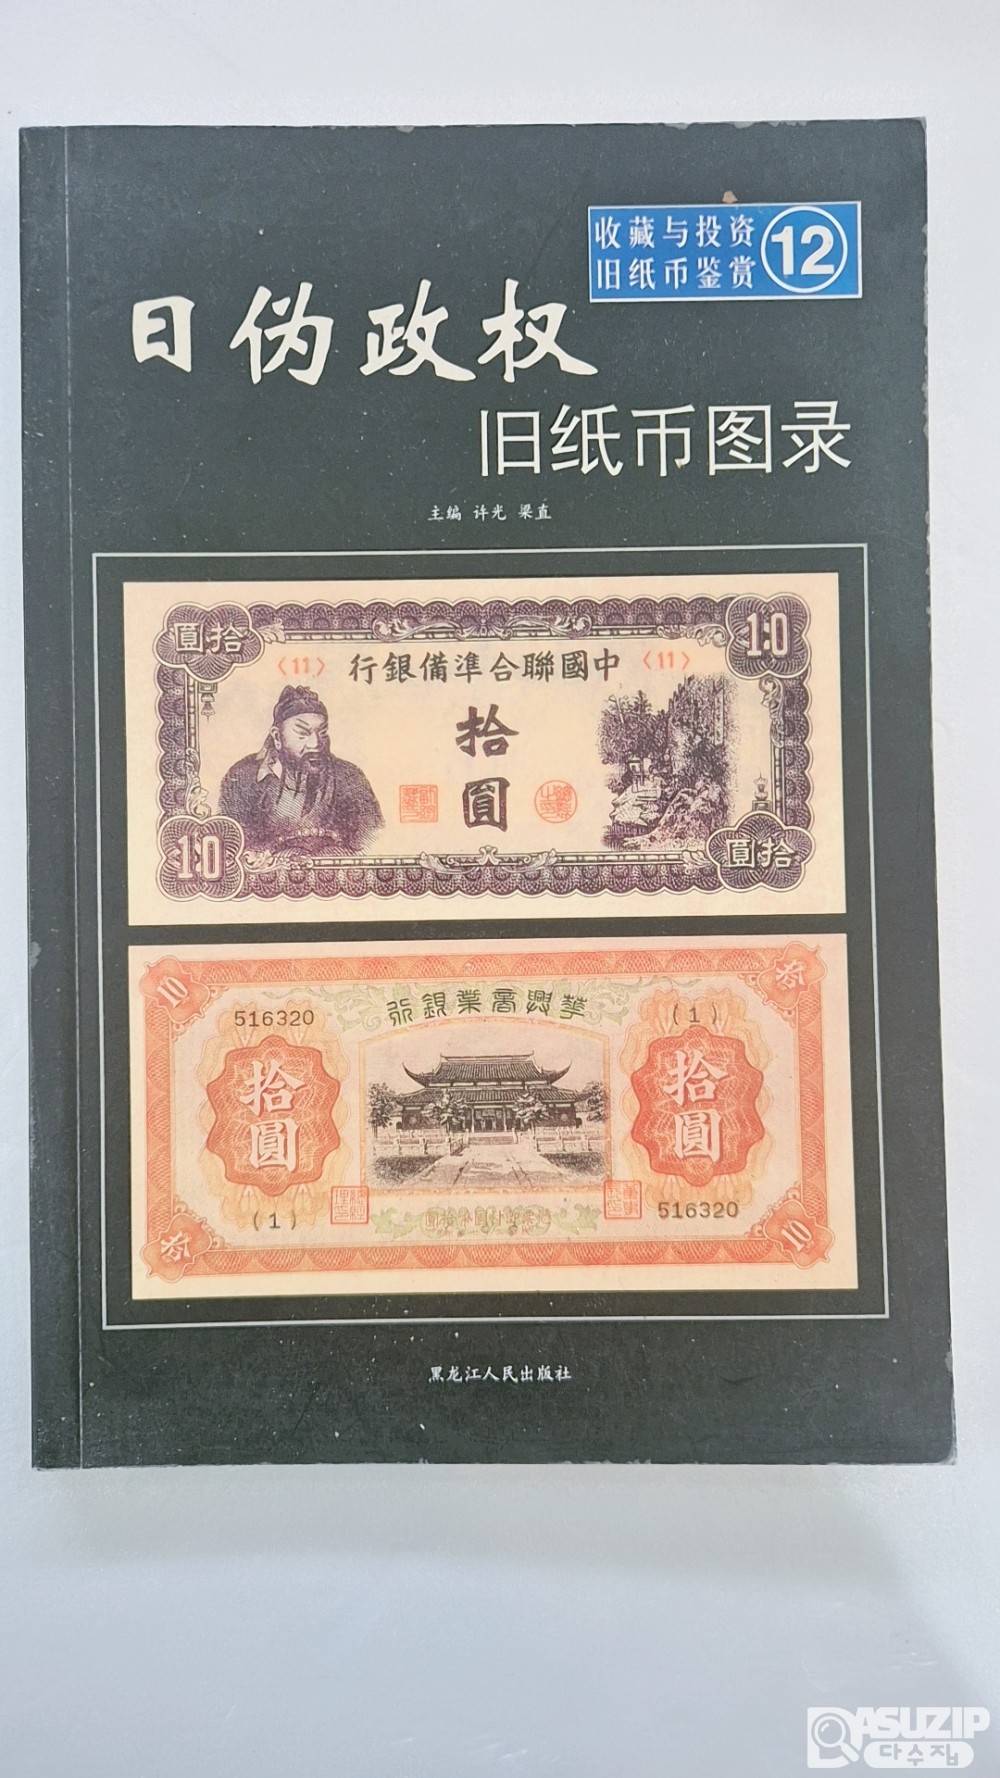 收藏与投资
旧纸币鉴赏
12
日伪政权
旧纸币图录
主编 许光 梁直
圓拾
10
〈11〉
行銀備準合聯國中
〈11〉
拾
圓
10
圓拾
10
行銀業商興華
516320
(1)
拾
圓
拾
圓
(1)
516320
10
黑龙江人民出版社
DASUZIP
다수집